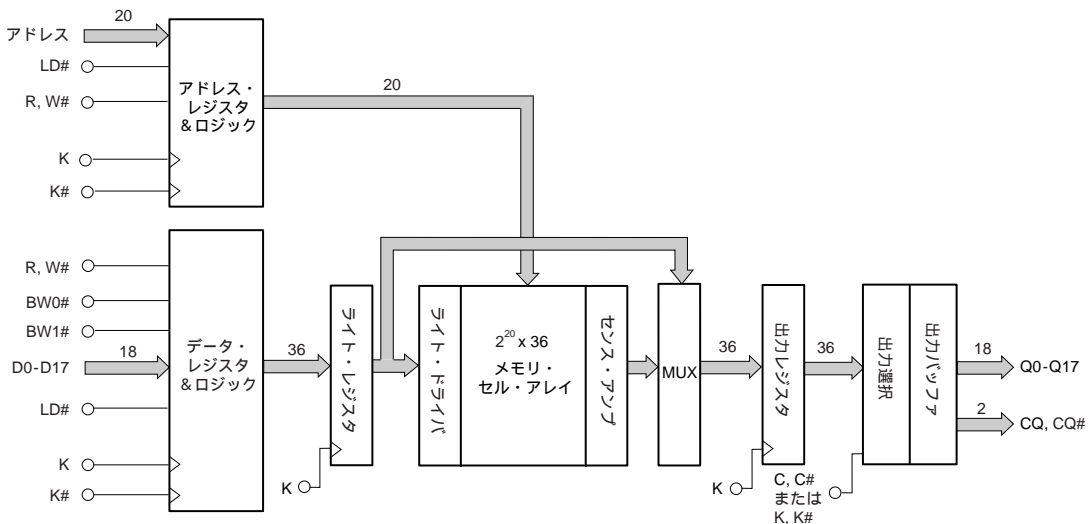 アドレス
20
LD#
R, W#
K
K#
アドレス・
レジスタ
&ロジック
20
R, W#
BW0#
BW1#
D0-D17
18
LD#
K
K#
データ・
レジスタ
&ロジック
36
ライト・レジスタ
K
ライト・ドライバ
2²⁰ x 36
メモリ・
セル・アレイ
センス・アンプ
MUX
36
出力レジスタ
K
36
C, C#
または
K, K#
出力選択
出力バッファ
18
Q0-Q17
2
CQ, CQ#